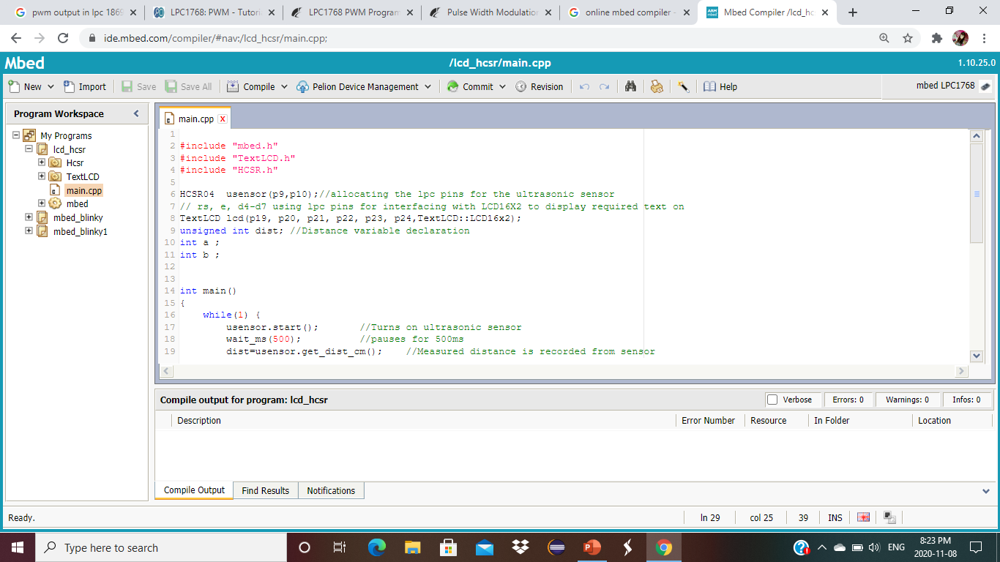 pwm output in lpc 1869
LPC1768: PWM - Tutori
LPC1768 PWM Program
Pulse Width Modulation
online mbed compiler -
Mbed Compiler /lcd_hc
ide.mbed.com/compiler/#nav:/lcd_hcsr/main.cpp;
Mbed
/lcd_hcsr/main.cpp
1.10.25.0
New
Import
Save
Save All
Compile
Pelion Device Management
Commit
Revision
Help
mbed LPC1768
Program Workspace
My Programs
lcd_hcsr
Hcsr
TextLCD
main.cpp
mbed
mbed_blinky
mbed_blinky1
main.cpp
1
2 #include "mbed.h"
3 #include "TextLCD.h"
4 #include "HCSR.h"
5
6 HCSR04  usensor(p9,p10);//allocating the lpc pins for the ultrasonic sensor
7 // rs, e, d4-d7 using lpc pins for interfacing with LCD16X2 to display required text on
8 TextLCD lcd(p19, p20, p21, p22, p23, p24,TextLCD::LCD16x2);
9 unsigned int dist; //Distance variable declaration
10 int a ;
11 int b ;
12
13
14 int main()
15 {
16     while(1) {
17         usensor.start();       //Turns on ultrasonic sensor
18         wait_ms(500);          //pauses for 500ms
19         dist=usensor.get_dist_cm();    //Measured distance is recorded from sensor
Compile output for program: lcd_hcsr
Verbose
Errors: 0
Warnings: 0
Infos: 0
Description
Error Number
Resource
In Folder
Location
Compile Output
Find Results
Notifications
Ready.
ln 29
col 25
39
INS
Type here to search
ENG
8:23 PM
2020-11-08